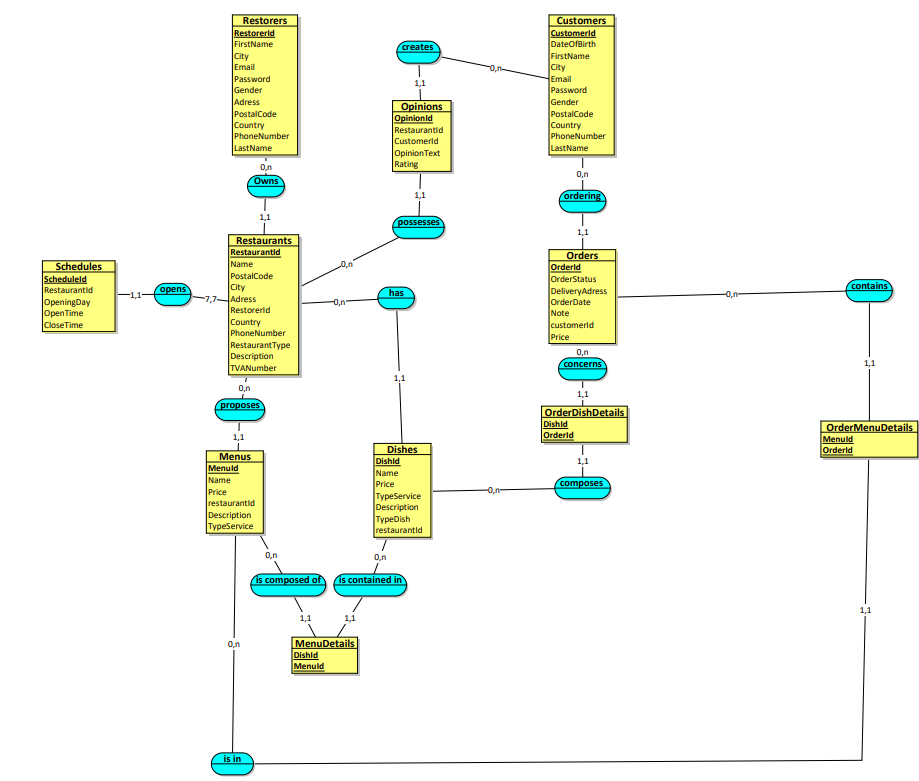 Restorers
RestorerId
FirstName
City
Email
Password
Gender
Adress
PostalCode
Country
PhoneNumber
LastName
Customers
CustomerId
DateOfBirth
FirstName
City
Email
Password
Gender
PostalCode
Country
PhoneNumber
LastName
creates
0,n
1,1
Opinions
OpinionId
RestaurantId
CustomerId
OpinionText
Rating
0,n
Owns
1,1
1,1
possesses
0,n
0,n
ordering
1,1
Restaurants
RestaurantId
Name
PostalCode
City
Adress
RestorerId
Country
PhoneNumber
RestaurantType
Description
TVANumber
Schedules
ScheduleId
RestaurantId
OpeningDay
OpenTime
CloseTime
1,1
opens
7,7
0,n
has
1,1
Orders
OrderId
OrderStatus
DeliveryAdress
OrderDate
Note
customerId
Price
0,n
contains
1,1
0,n
concerns
1,1
0,n
proposes
1,1
OrderDishDetails
DishId
OrderId
OrderMenuDetails
MenuId
OrderId
Menus
MenuId
Name
Price
restaurantId
Description
TypeService
Dishes
DishId
Name
Price
TypeService
Description
TypeDish
restaurantId
1,1
composes
0,n
0,n
is composed of
1,1
0,n
is contained in
1,1
MenuDetails
DishId
MenuId
0,n
1,1
is in